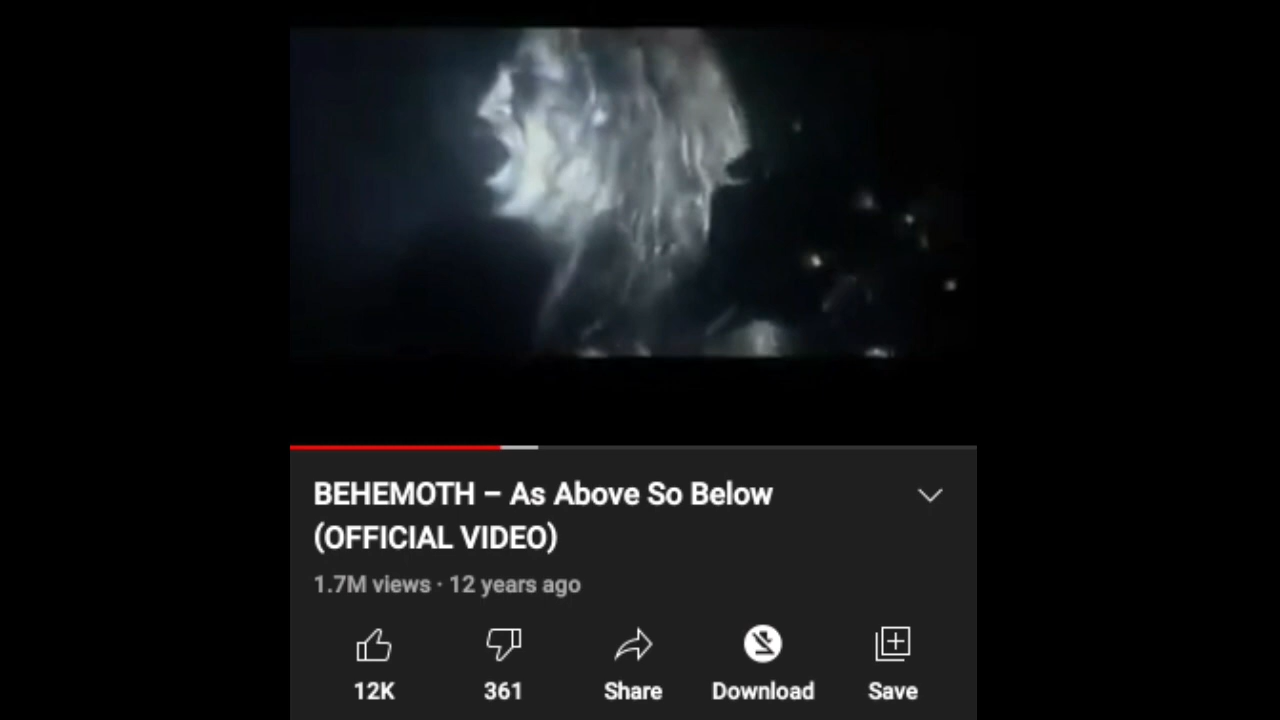 BEHEMOTH – As Above So Below
(OFFICIAL VIDEO)
1.7M views · 12 years ago
12K 361 Share Download Save